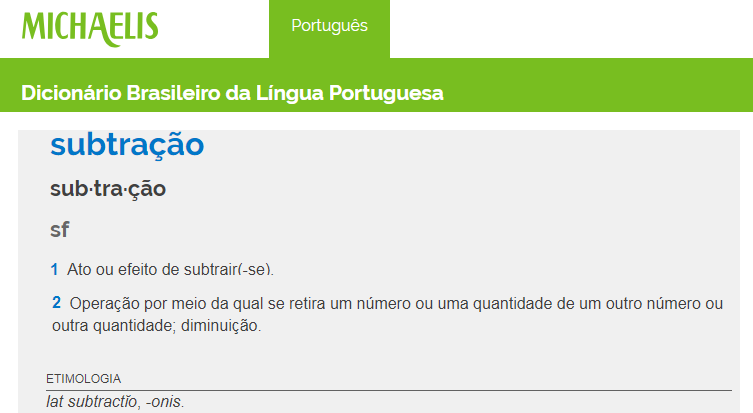 MICHAELIS
Português
Dicionário Brasileiro da Língua Portuguesa
subtração
sub·tra·ção
sf
1 Ato ou efeito de subtrair(-se).
2 Operação por meio da qual se retira um número ou uma quantidade de um outro número ou
outra quantidade; diminuição.
ETIMOLOGIA
lat subtractĭo, -onis.